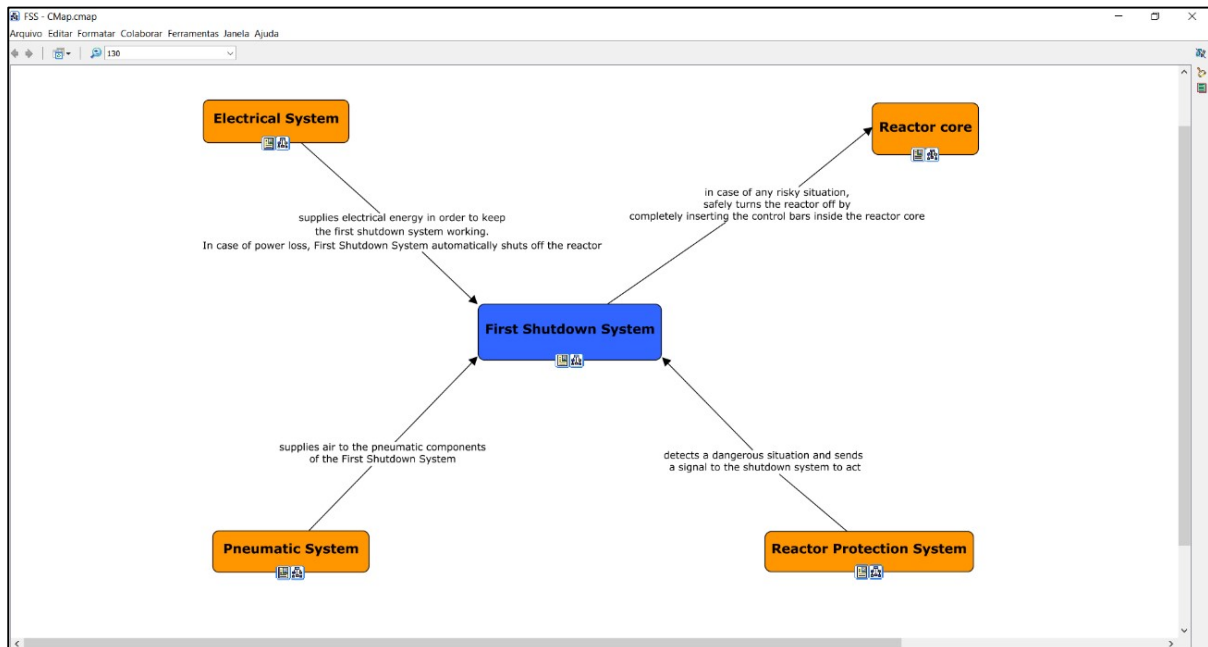 FSS - CMap.cmap
Arquivo Editar Formatar Colaborar Ferramentas Janela Ajuda
130
Electrical System
Reactor core
in case of any risky situation,
safely turns the reactor off by
completely inserting the control bars inside the reactor core
supplies electrical energy in order to keep
the first shutdown system working.
In case of power loss, First Shutdown System automatically shuts off the reactor
First Shutdown System
supplies air to the pneumatic components
of the First Shutdown System
detects a dangerous situation and sends
a signal to the shutdown system to act
Pneumatic System
Reactor Protection System